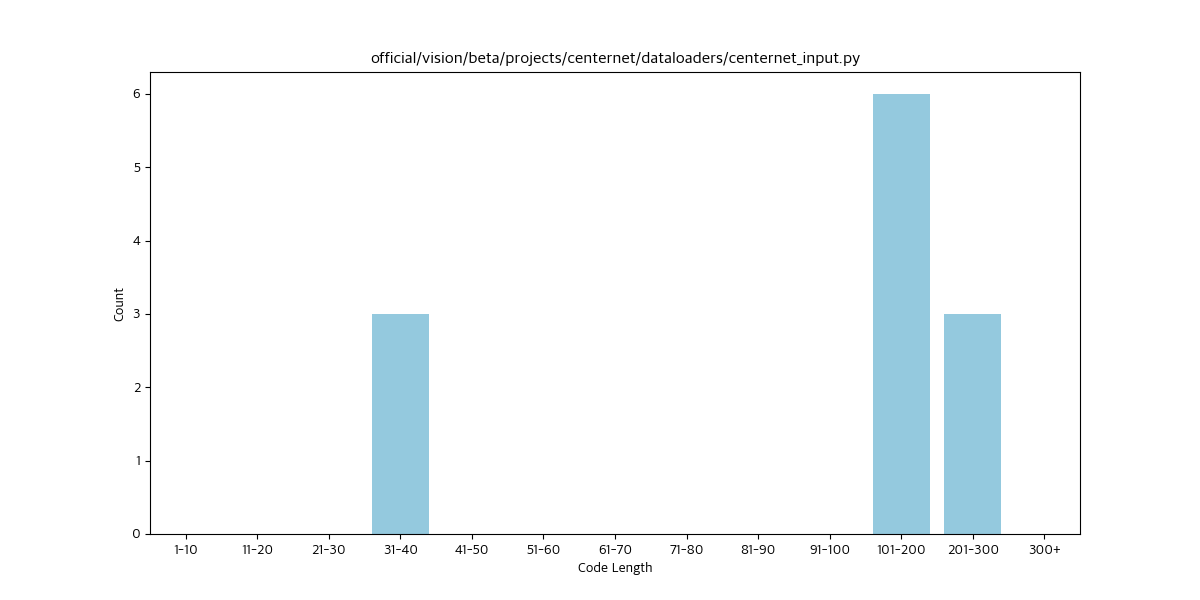 official/vision/beta/projects/centernet/dataloaders/centernet_input.py
6
5
4
3
2
1
0
Count
1-10 11-20 21-30 31-40 41-50 51-60 61-70 71-80 81-90 91-100 101-200 201-300 300+
Code Length